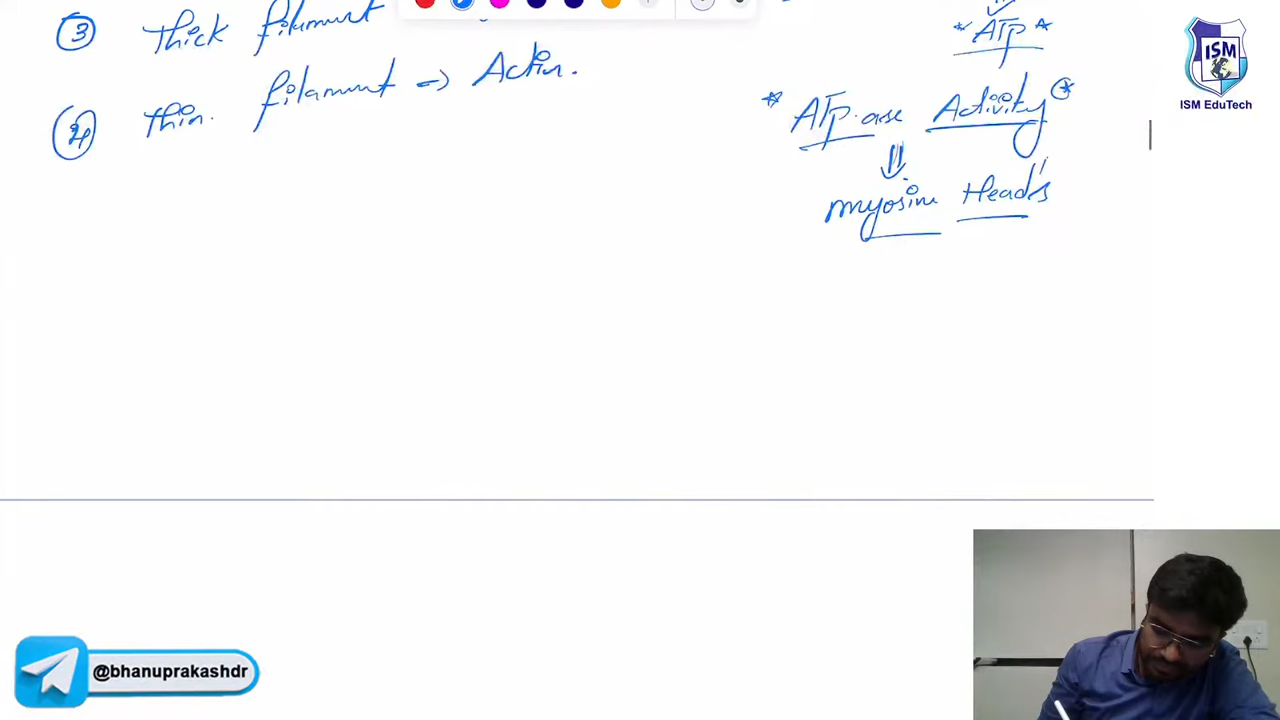 ③ Thick filament
④ Thin. filament → Actin.
*ATP*
* ATP.ase Activity *
⇓
myosin Heads
ISM
ISM EduTech
@bhanuprakashdr